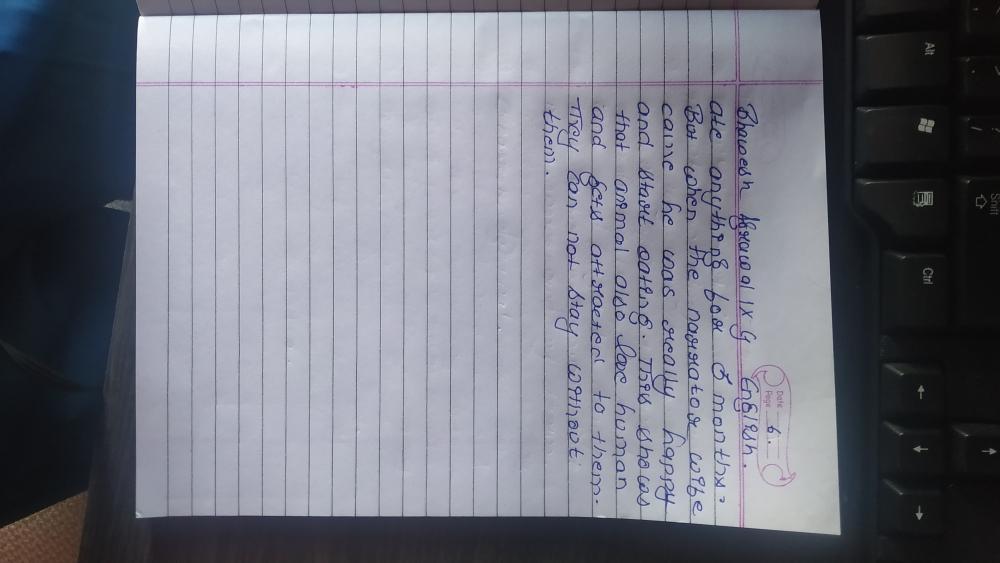 Date
Page 6.
Bhavesh Agrawal IX G English.
ate anything for 3 months.
But when the narrator wife
came he was really happy
and start eating. This shows
that animal also love human
and gets attracted to them.
They can not stay without
them.
Alt
Ctrl
Shift